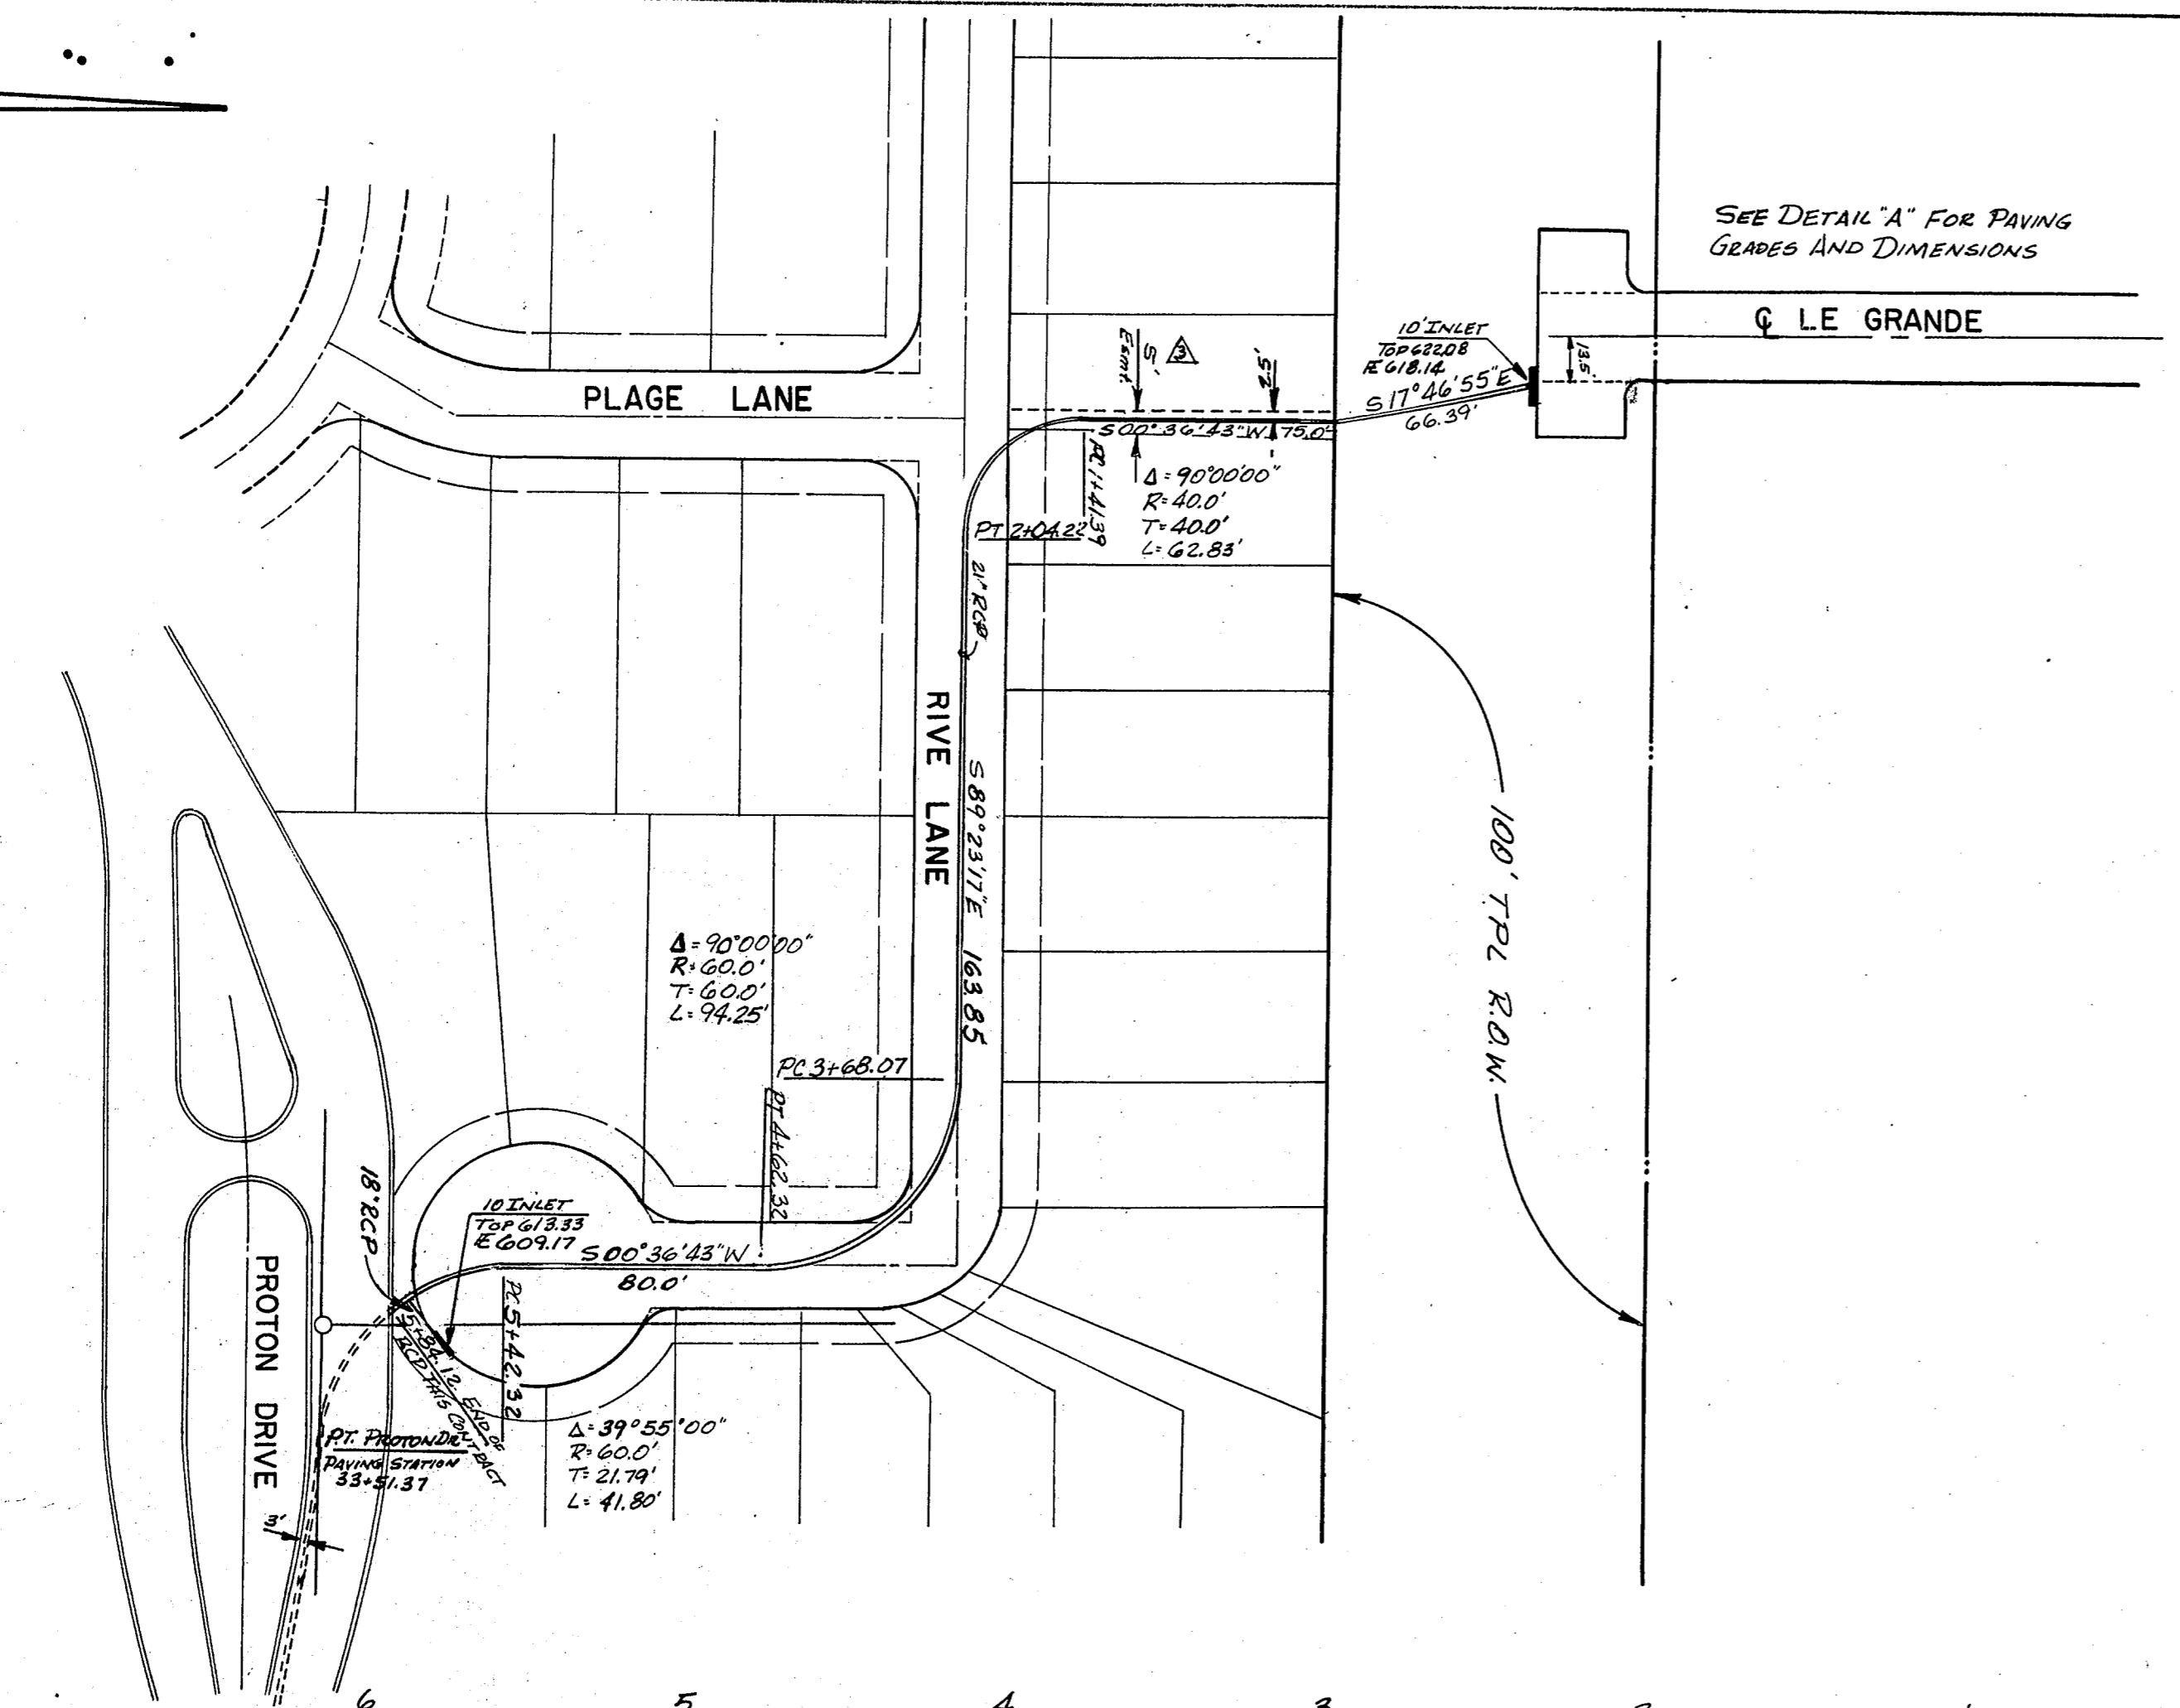 SEE DETAIL "A" FOR PAVING
GRADES AND DIMENSIONS
℄ LE GRANDE
13.5'
10' INLET
TOP 622.08
FE 618.14
S 17° 46' 55" E
66.39'
5'
Esmt.
3
2.5'
S 00° 36' 43" W 75.0'
PLAGE LANE
PC 1+41.39
Δ = 90°00'00"
R = 40.0'
T = 40.0'
L = 62.83'
PT 2+04.22
21" RCP
RIVE LANE
S 89° 23' 17" E 163.85
100' T.P.L. R.O.W.
Δ = 90°00'00"
R = 60.0'
T = 60.0'
L = 94.25'
PC 3+68.07
PT 4+62.32
10 INLET
TOP 613.33
FE 609.17
S 00° 36' 43" W
80.0'
18" RCP
PC 5+42.32
5+84.12 END OF
RCP THIS CONTRACT
PROTON DRIVE
P.T. PROTON DR.
PAVING STATION
33+51.37
Δ = 39° 55' 00"
R = 60.0'
T = 21.79'
L = 41.80'
3'
6 5 4 3